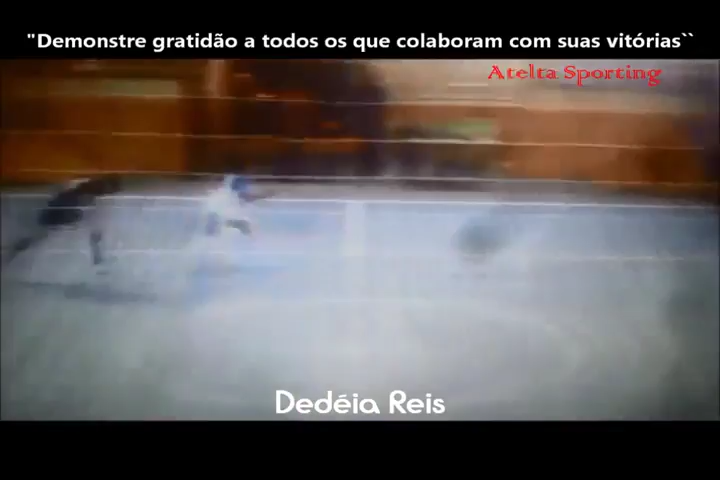 "Demonstre gratidão a todos os que colaboram com suas vitórias``
Atelta Sporting
Dedéia Reis